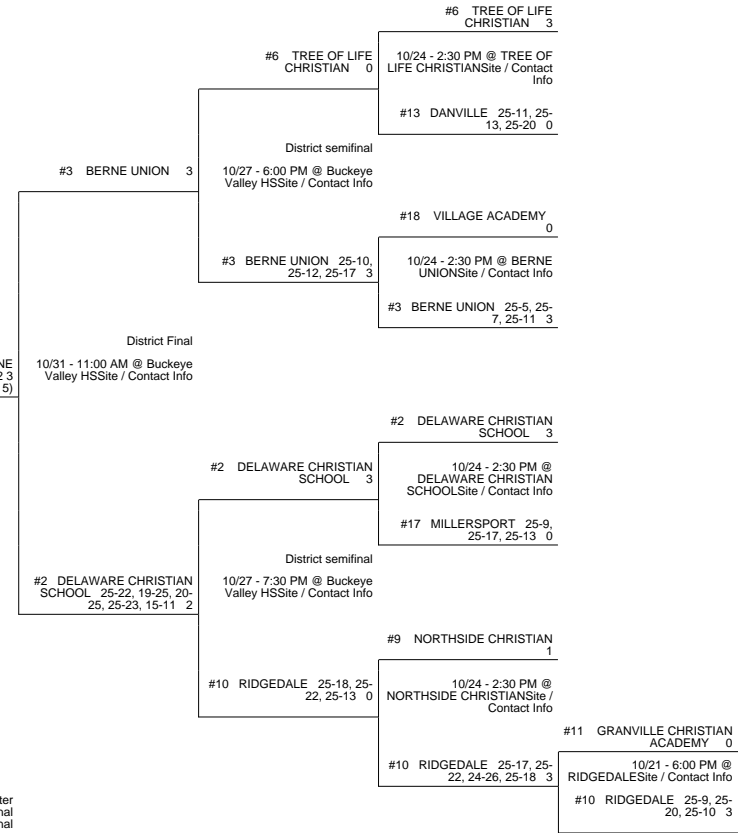 #6 TREE OF LIFE
CHRISTIAN 3
#6 TREE OF LIFE
CHRISTIAN 0
10/24 - 2:30 PM @ TREE OF
LIFE CHRISTIANSite / Contact
Info
#13 DANVILLE 25-11, 25-
13, 25-20 0
District semifinal
#3 BERNE UNION 3
10/27 - 6:00 PM @ Buckeye
Valley HSSite / Contact Info
#18 VILLAGE ACADEMY
0
#3 BERNE UNION 25-10,
25-12, 25-17 3
10/24 - 2:30 PM @ BERNE
UNIONSite / Contact Info
#3 BERNE UNION 25-5, 25-
7, 25-11 3
District Final
NE
2 3
5)
10/31 - 11:00 AM @ Buckeye
Valley HSSite / Contact Info
#2 DELAWARE CHRISTIAN
SCHOOL 3
#2 DELAWARE CHRISTIAN
SCHOOL 3
10/24 - 2:30 PM @
DELAWARE CHRISTIAN
SCHOOLSite / Contact Info
#17 MILLERSPORT 25-9,
25-17, 25-13 0
District semifinal
#2 DELAWARE CHRISTIAN
SCHOOL 25-22, 19-25, 20-
25, 25-23, 15-11 2
10/27 - 7:30 PM @ Buckeye
Valley HSSite / Contact Info
#9 NORTHSIDE CHRISTIAN
1
#10 RIDGEDALE 25-18, 25-
22, 25-13 0
10/24 - 2:30 PM @
NORTHSIDE CHRISTIANSite /
Contact Info
#11 GRANVILLE CHRISTIAN
ACADEMY 0
#10 RIDGEDALE 25-17, 25-
22, 24-26, 25-18 3
10/21 - 6:00 PM @
RIDGEDALESite / Contact Info
#10 RIDGEDALE 25-9, 25-
20, 25-10 3
ter
nal
nal